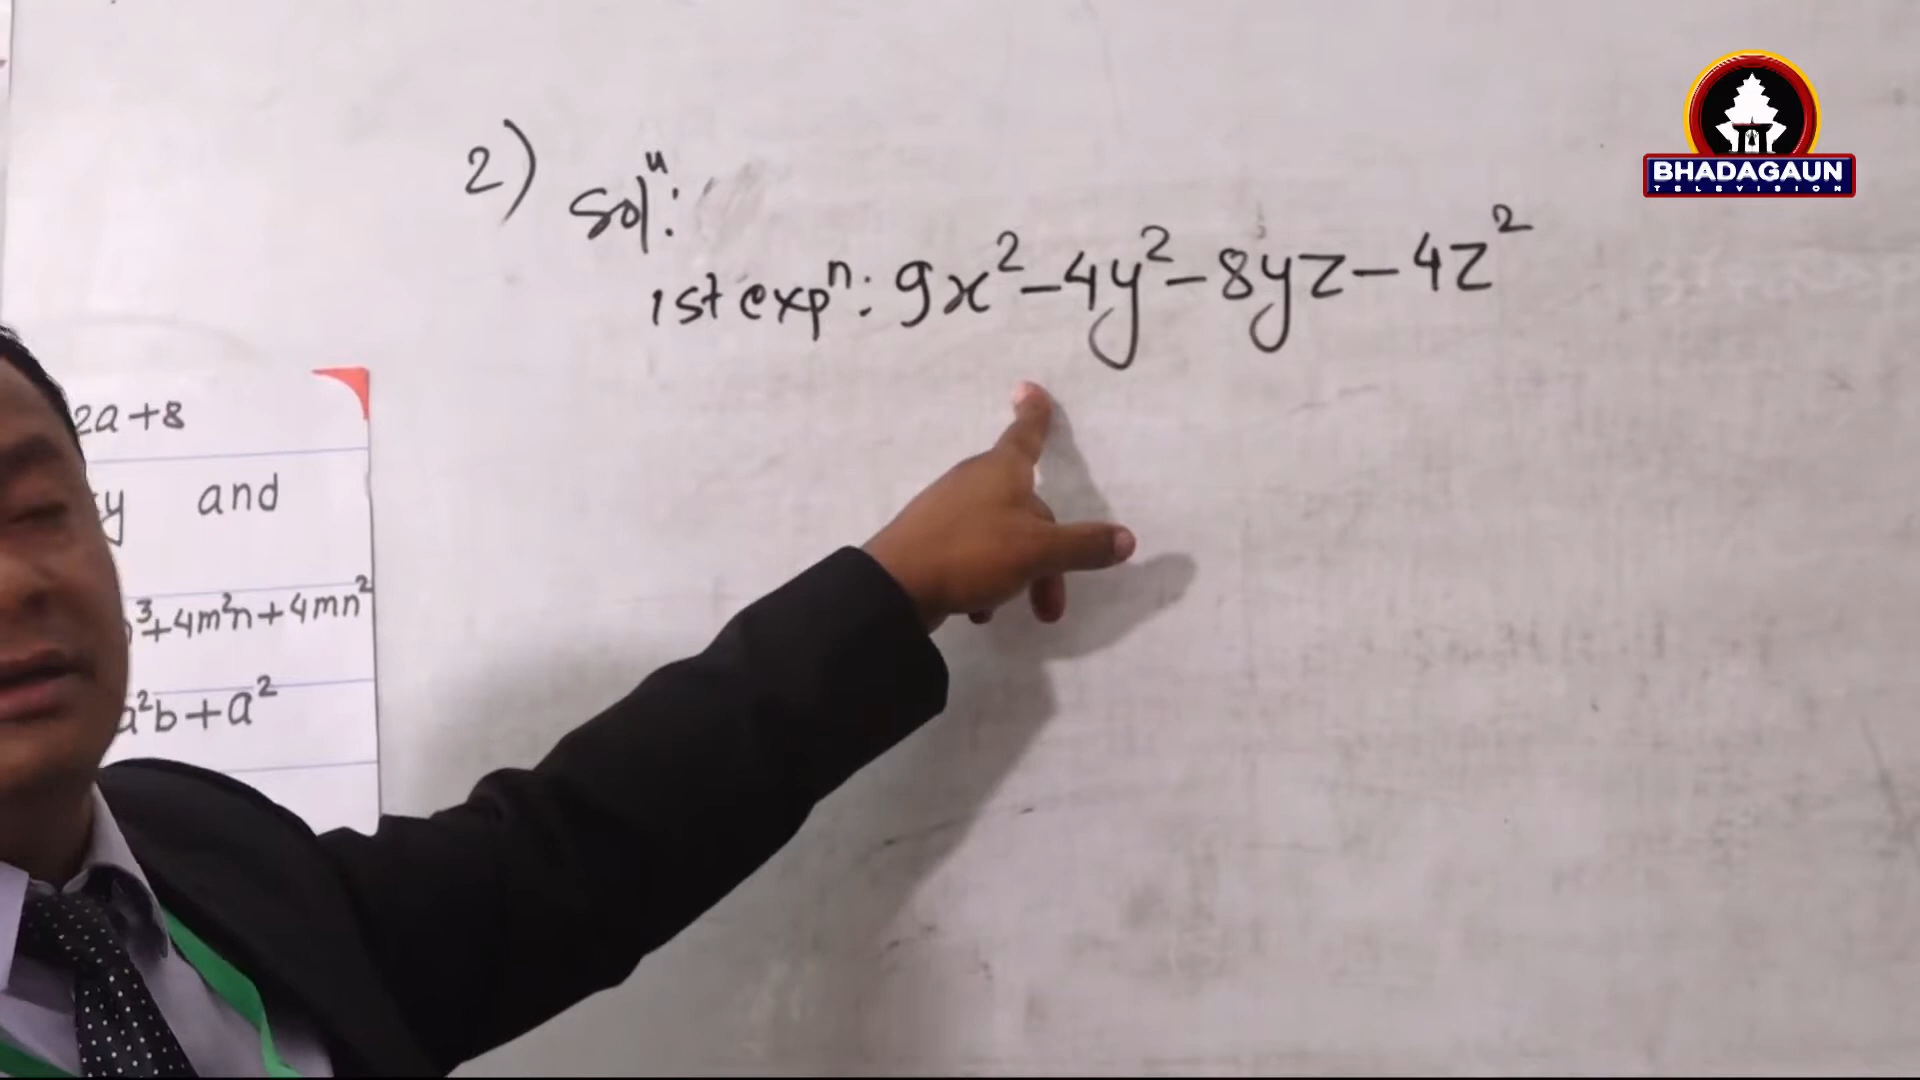 2)
Solⁿ:
1st expⁿ: 9x²-4y²-8yz-4z²
2a+8
y and
³+4m²n+4mn²
a²b+a²
BHADAGAUN
TELEVISION